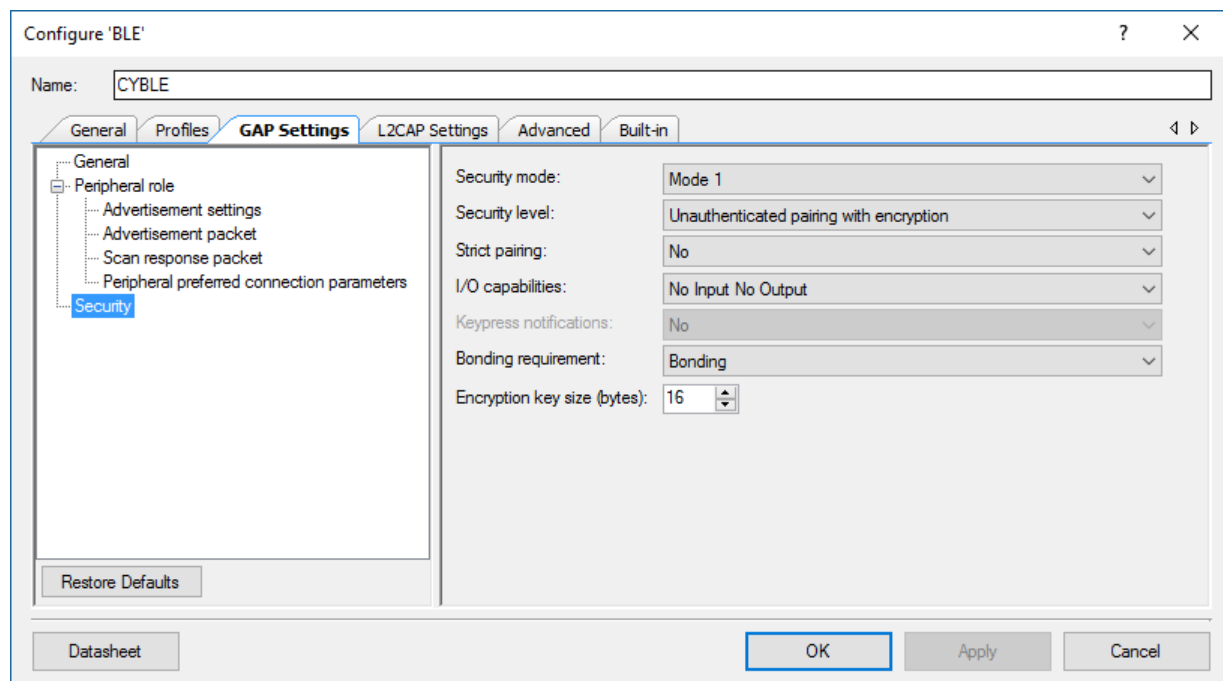 Configure 'BLE'
?
Name: CYBLE
General Profiles GAP Settings L2CAP Settings Advanced Built-in
General
Peripheral role
Advertisement settings
Advertisement packet
Scan response packet
Peripheral preferred connection parameters
Security
Security mode: Mode 1
Security level: Unauthenticated pairing with encryption
Strict pairing: No
I/O capabilities: No Input No Output
Keypress notifications: No
Bonding requirement: Bonding
Encryption key size (bytes): 16
Restore Defaults
Datasheet OK Apply Cancel